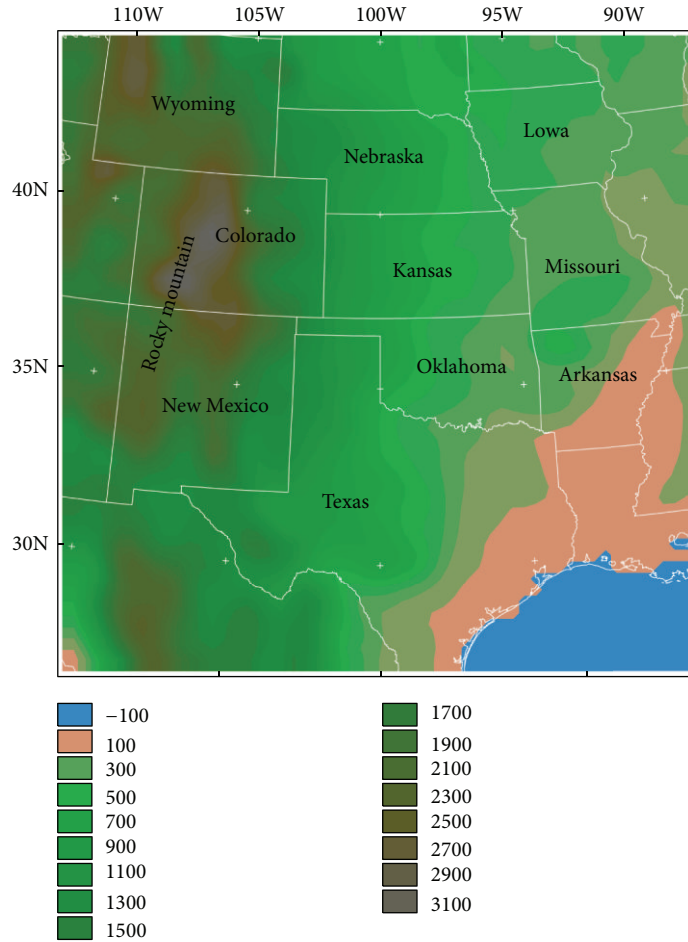 110W 105W 100W 95W 90W
Wyoming
Lowa
Nebraska
40N
Colorado
Kansas
Missouri
Rocky mountain
35N
Oklahoma
Arkansas
New Mexico
Texas
30N
−100
100
300
500
700
900
1100
1300
1500
1700
1900
2100
2300
2500
2700
2900
3100